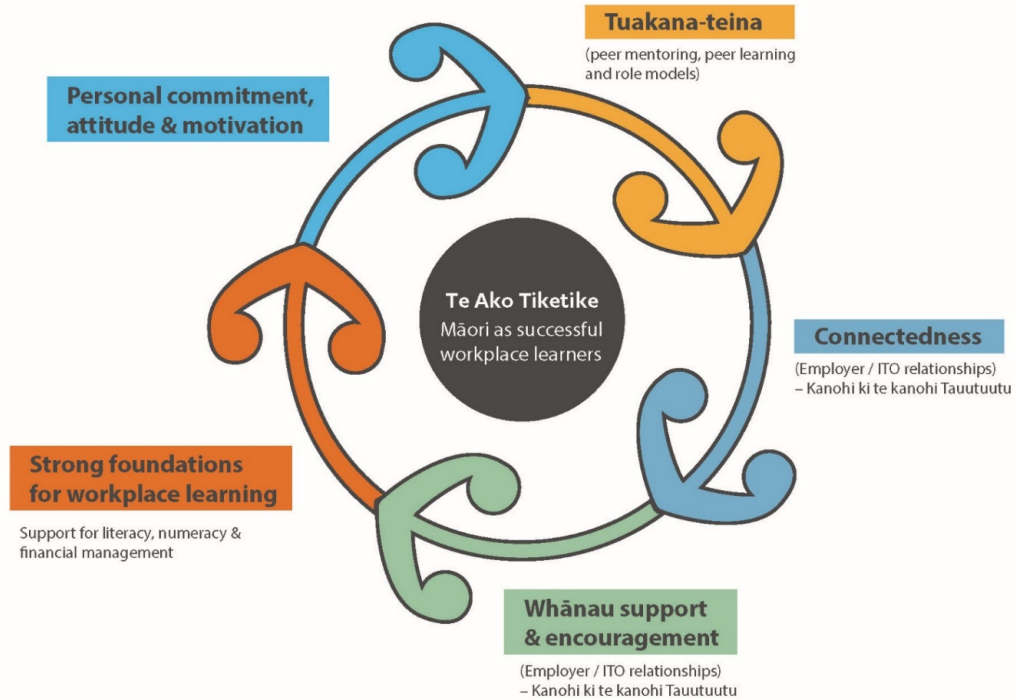 Tuakana-teina
(peer mentoring, peer learning
and role models)
Personal commitment,
attitude & motivation
Te Ako Tiketike
Māori as successful
workplace learners
Connectedness
(Employer / ITO relationships)
– Kanohi ki te kanohi Tauutuutu
Strong foundations
for workplace learning
Support for literacy, numeracy &
financial management
Whānau support
& encouragement
(Employer / ITO relationships)
– Kanohi ki te kanohi Tauutuutu